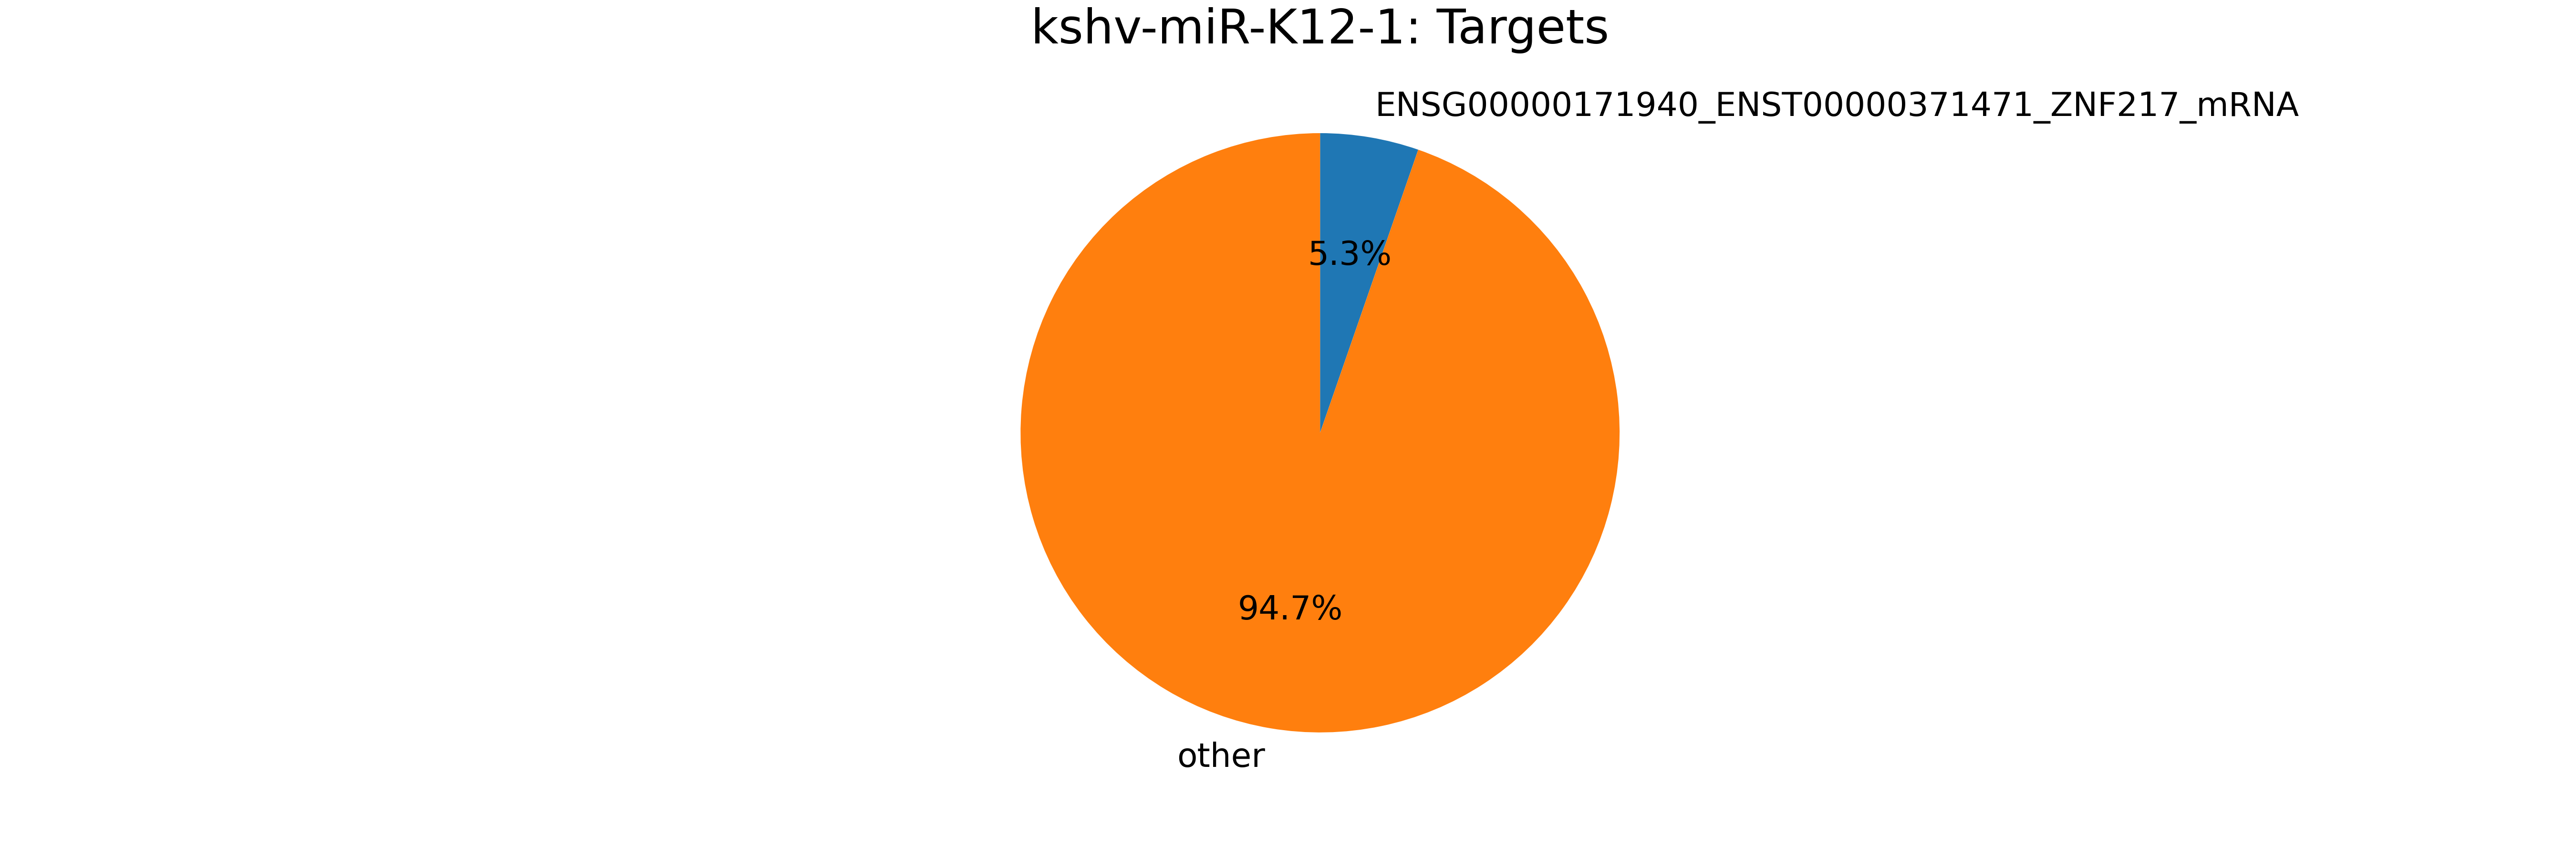 kshv-miR-K12-1: Targets
ENSG00000171940_ENST00000371471_ZNF217_mRNA
5.3%
94.7%
other